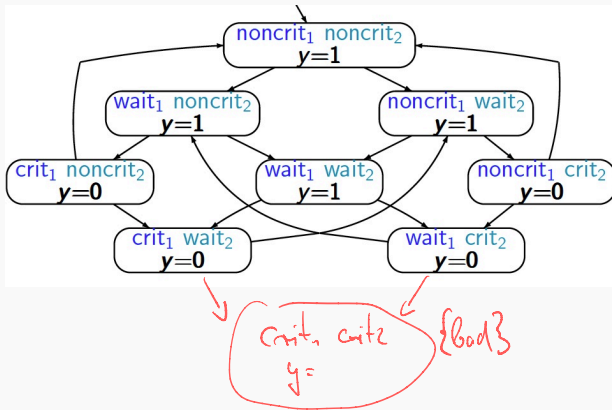 noncrit₁ noncrit₂
y=1
wait₁ noncrit₂
y=1
noncrit₁ wait₂
y=1
crit₁ noncrit₂
y=0
wait₁ wait₂
y=1
noncrit₁ crit₂
y=0
crit₁ wait₂
y=0
wait₁ crit₂
y=0
crit₁ crit₂
y=
{bad}